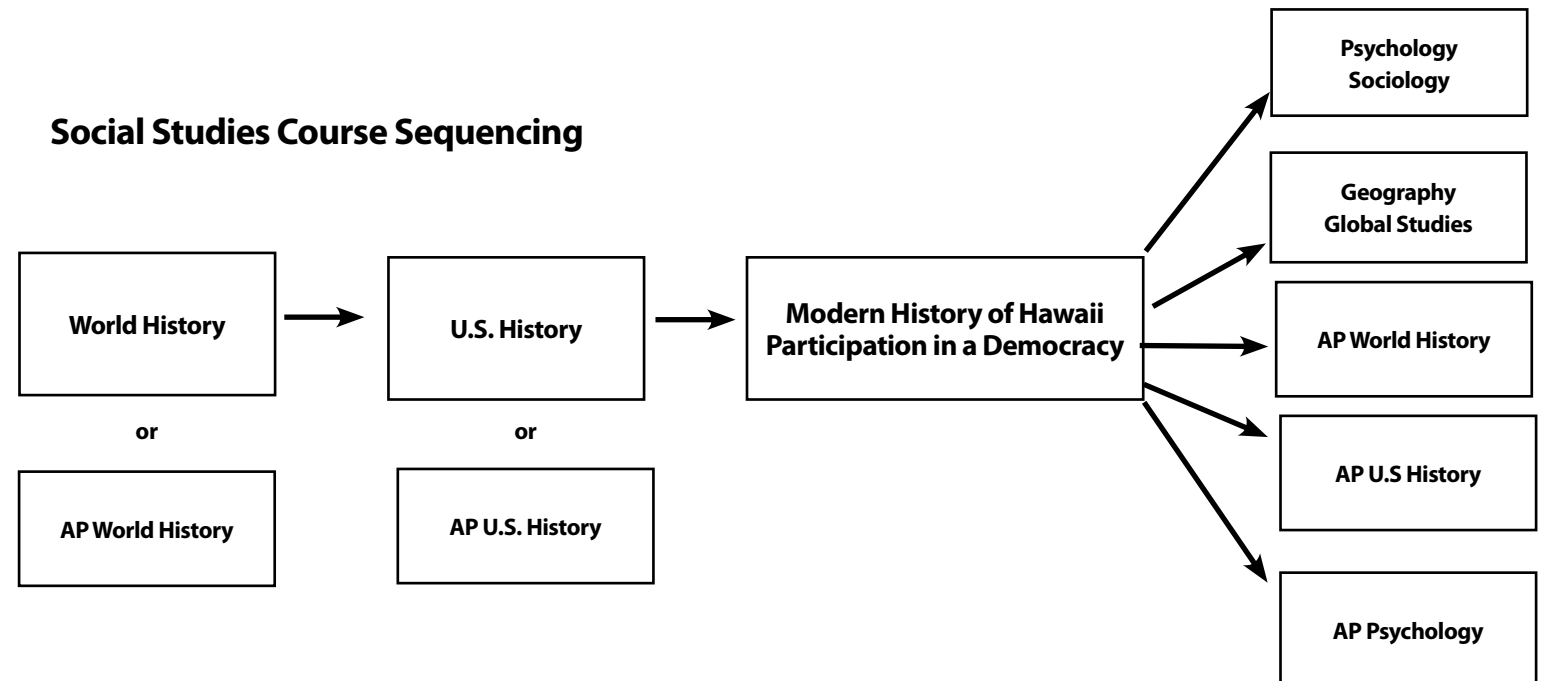 Social Studies Course Sequencing
World History
or
AP World History
U.S. History
or
AP U.S. History
Modern History of Hawaii
Participation in a Democracy
Psychology
Sociology
Geography
Global Studies
AP World History
AP U.S History
AP Psychology